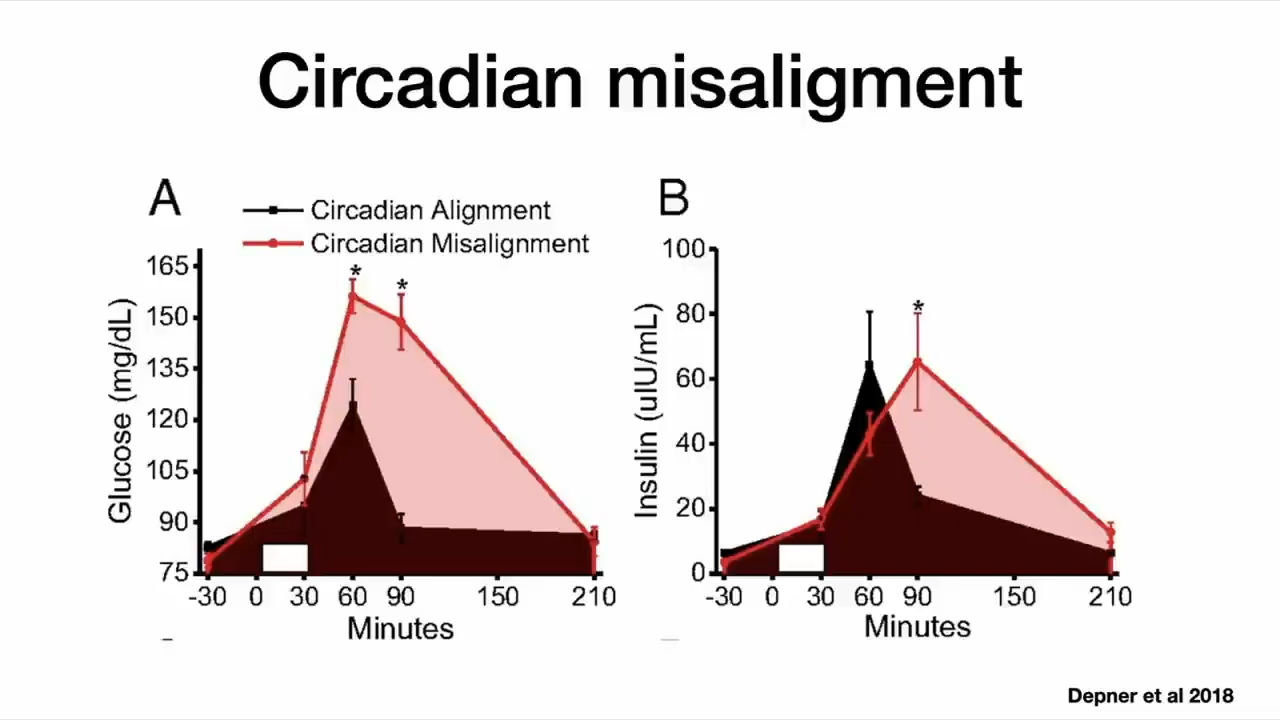 Circadian misaligment
A
Circadian Alignment
Circadian Misalignment
165
150
135
120
105
90
75
Glucose (mg/dL)
*
*
-30 0 30 60 90 150 210
Minutes
B
100
80
60
40
20
0
Insulin (uIU/mL)
*
-30 0 30 60 90 150 210
Minutes
Depner et al 2018